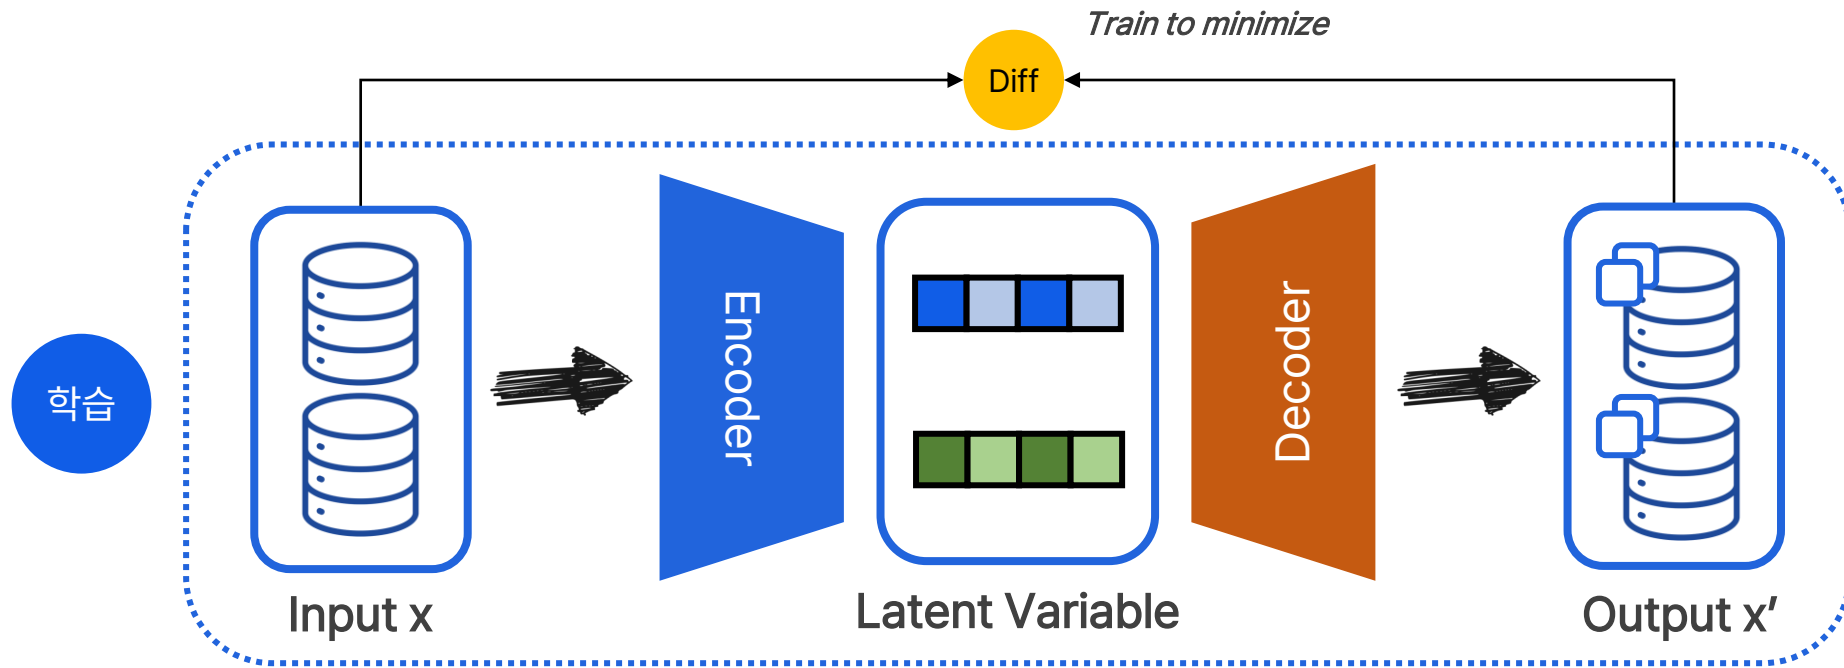 Train to minimize
Diff
학습
Encoder
Decoder
Input x
Latent Variable
Output x’